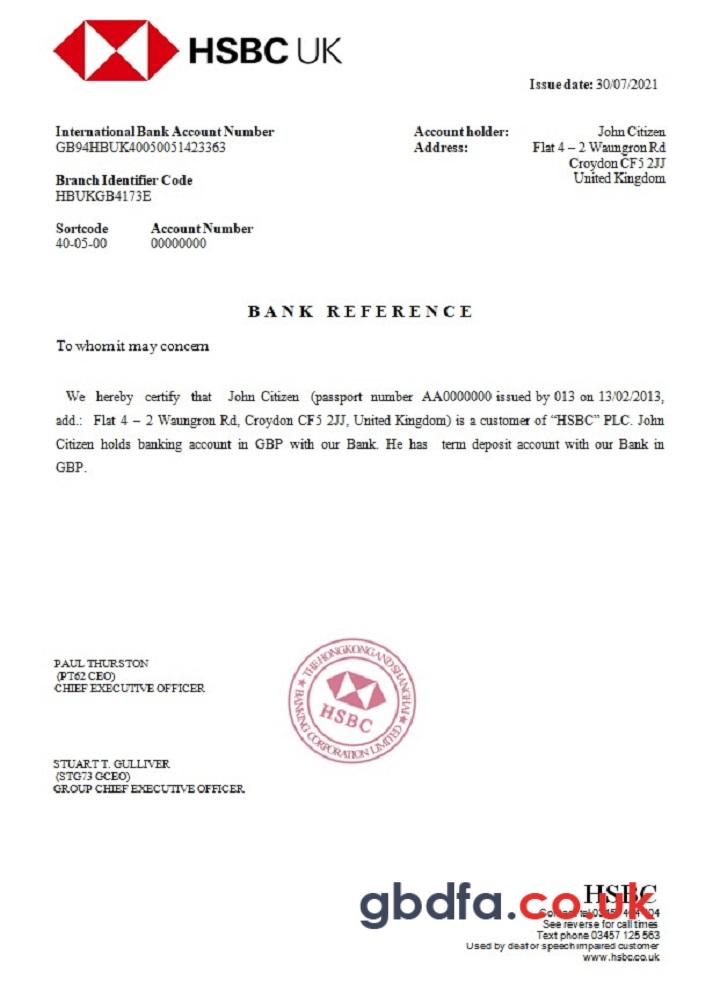 HSBC UK
Issue date: 30/07/2021
International Bank Account Number
GB94HBUK40050051423363
Account holder: John Citizen
Address: Flat 4 – 2 Waungron Rd
Croydon CF5 2JJ
United Kingdom
Branch Identifier Code
HBUKGB4173E
Sortcode Account Number
40-05-00 00000000
BANK REFERENCE
To whom it may concern
We hereby certify that John Citizen (passport number AA0000000 issued by 013 on 13/02/2013,
add.: Flat 4 – 2 Waungron Rd, Croydon CF5 2JJ, United Kingdom) is a customer of “HSBC” PLC. John
Citizen holds banking account in GBP with our Bank. He has term deposit account with our Bank in
GBP.
PAUL THURSTON
(PT62 CEO)
CHIEF EXECUTIVE OFFICER
THE HONGKONG AND SHANGHAI
BANKING CORPORATION LIMITED
HSBC
STUART T. GULLIVER
(STG73 GCEO)
GROUP CHIEF EXECUTIVE OFFICER
HSBC
gbdfa.co.uk
See reverse for call times
Text phone 03457 125 563
Used by deaf or speech impaired customer
www.hsbc.co.uk